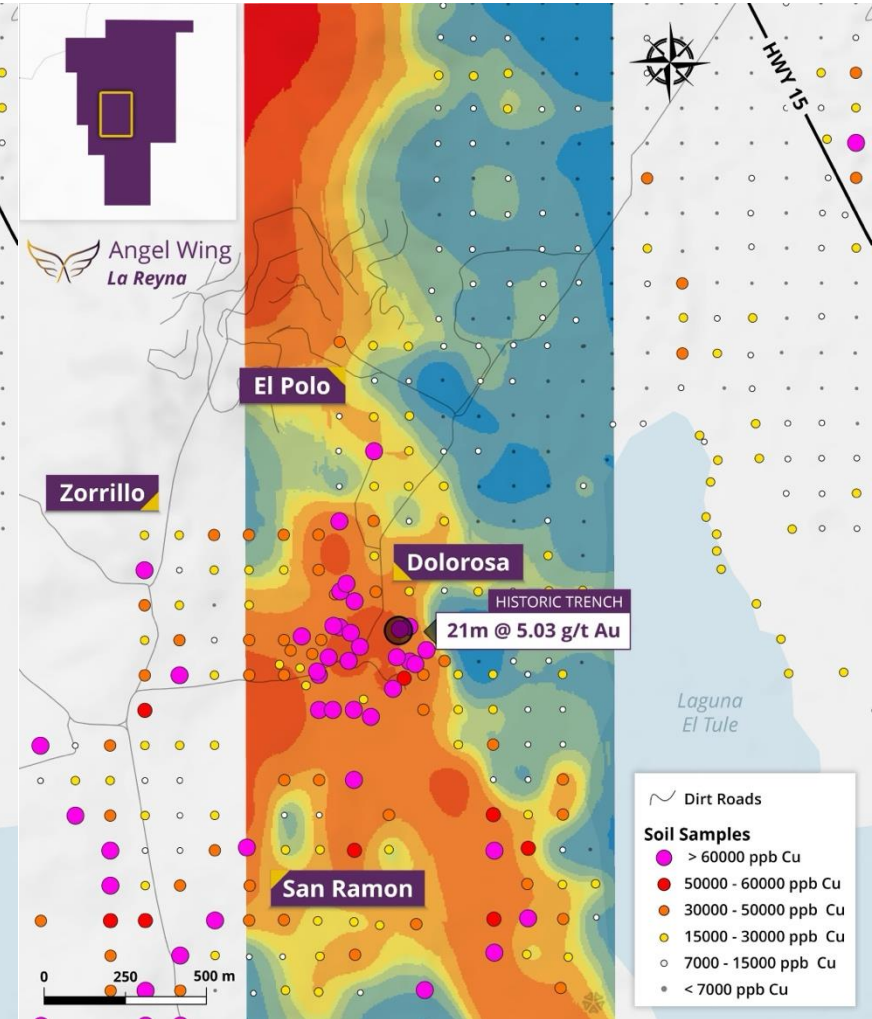 HWY 15
Angel Wing
La Reyna
El Polo
Zorrillo
Dolorosa
HISTORIC TRENCH
21m @ 5.03 g/t Au
Laguna
El Tule
San Ramon
Dirt Roads
Soil Samples
> 60000 ppb Cu
50000 - 60000 ppb Cu
30000 - 50000 ppb Cu
15000 - 30000 ppb Cu
7000 - 15000 ppb Cu
< 7000 ppb Cu
0 250 500 m